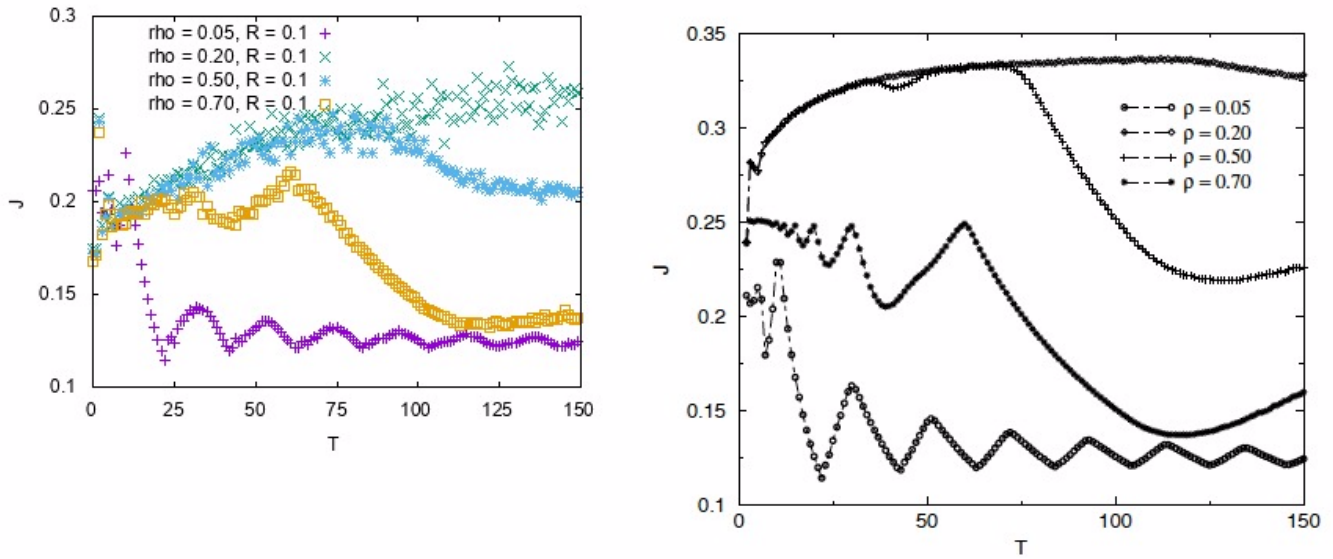 0.3
0.25
0.2
0.15
0.1
J
rho = 0.05, R = 0.1
rho = 0.20, R = 0.1
rho = 0.50, R = 0.1
rho = 0.70, R = 0.1
0 25 50 75 100 125 150
T
0.35
0.3
0.25
0.2
0.15
0.1
J
ρ = 0.05
ρ = 0.20
ρ = 0.50
ρ = 0.70
0 50 100 150
T